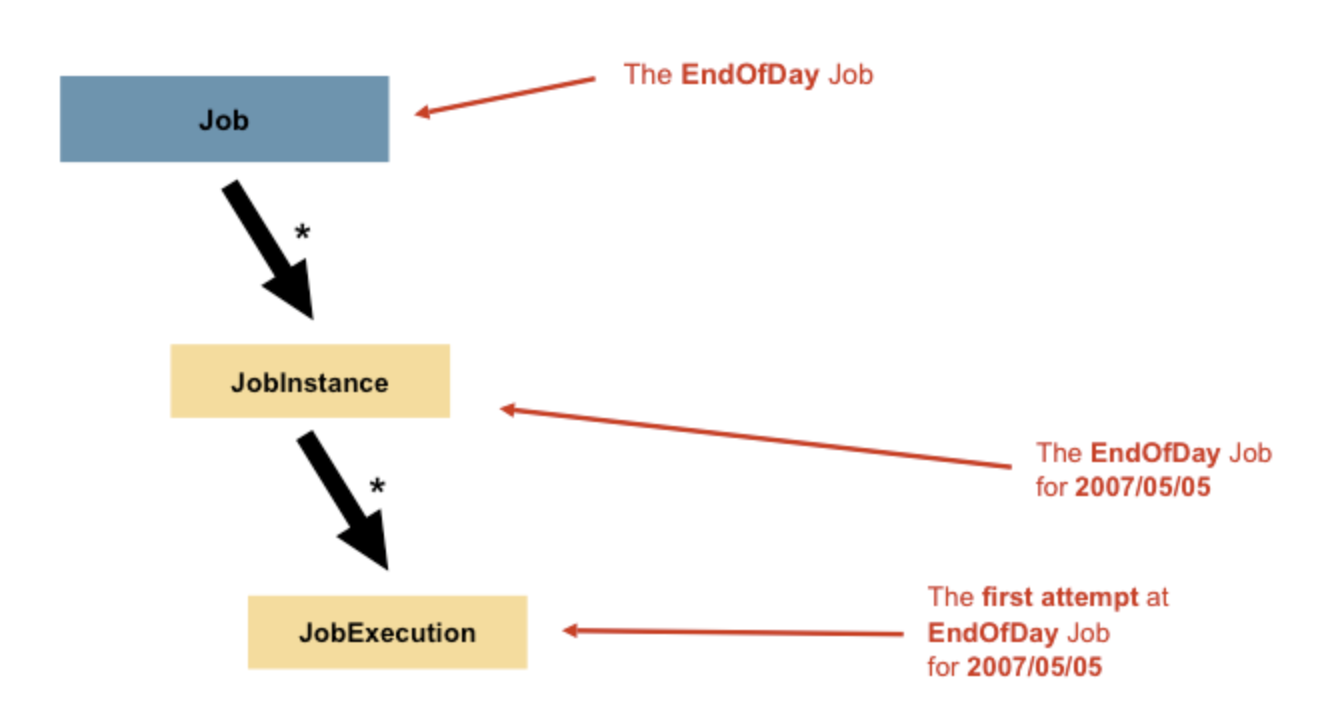 The EndOfDay Job
Job
*
JobInstance
The EndOfDay Job
for 2007/05/05
*
The first attempt at
EndOfDay Job
for 2007/05/05
JobExecution